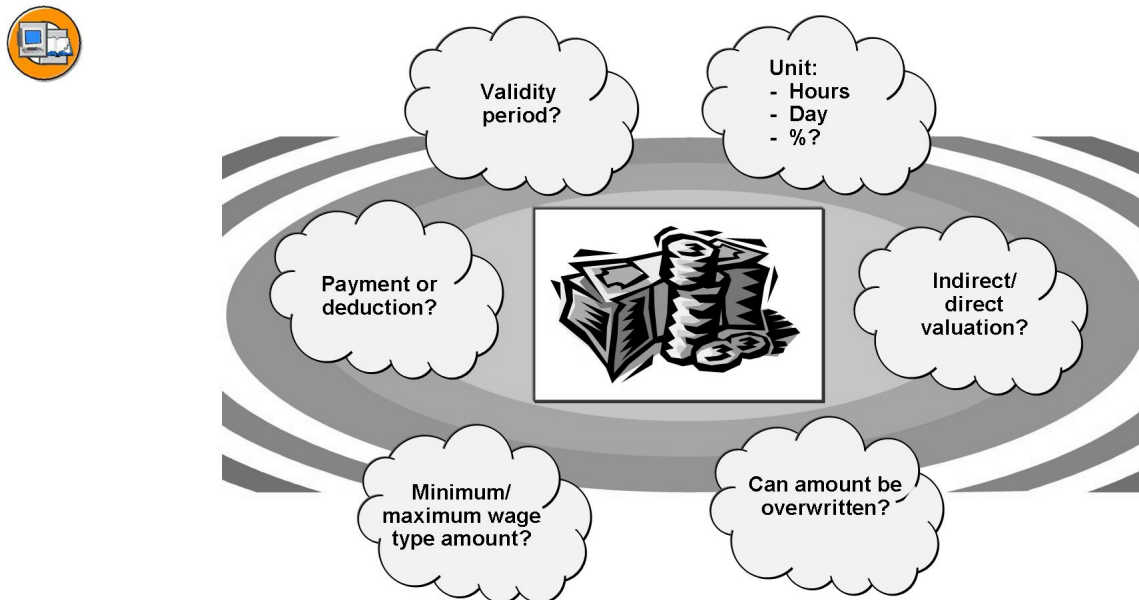 Validity
period?
Unit:
- Hours
- Day
- %?
Payment or
deduction?
Indirect/
direct
valuation?
Minimum/
maximum wage
type amount?
Can amount be
overwritten?